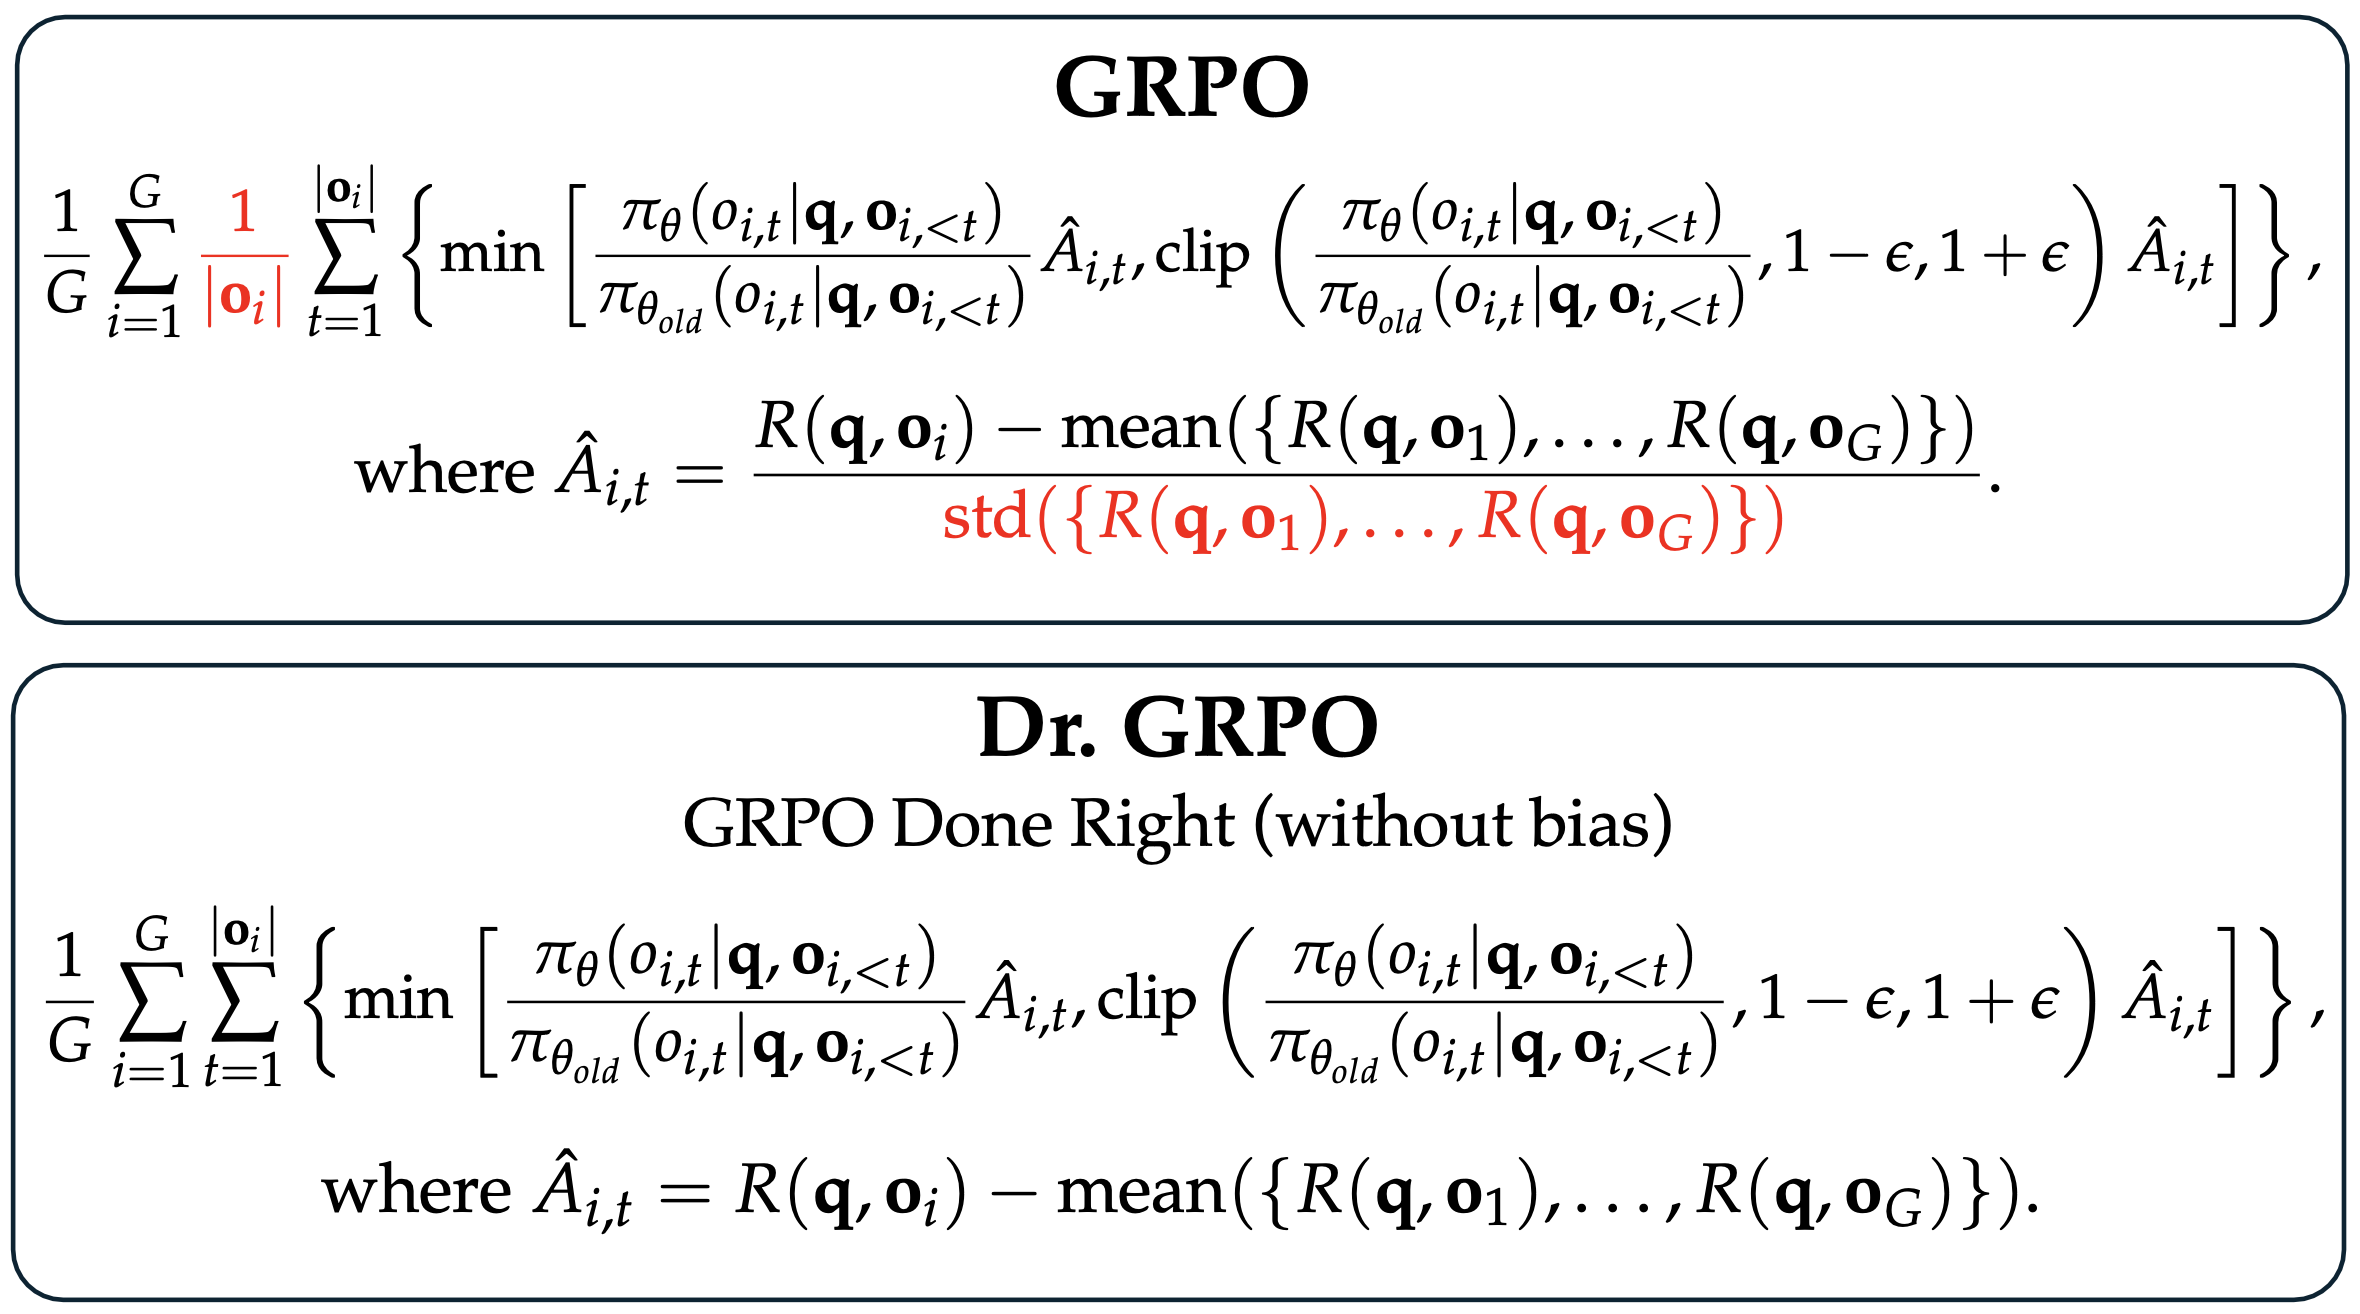 GRPO
$\frac{1}{G} \sum_{i=1}^{G} \frac{1}{|\mathbf{o}_i|} \sum_{t=1}^{|\mathbf{o}_i|} \left\{ \min \left[ \frac{\pi_\theta(o_{i,t}|\mathbf{q}, \mathbf{o}_{i,<t})}{\pi_{\theta_{old}}(o_{i,t}|\mathbf{q}, \mathbf{o}_{i,<t})} \hat{A}_{i,t}, \text{clip} \left( \frac{\pi_\theta(o_{i,t}|\mathbf{q}, \mathbf{o}_{i,<t})}{\pi_{\theta_{old}}(o_{i,t}|\mathbf{q}, \mathbf{o}_{i,<t})}, 1 - \epsilon, 1 + \epsilon \right) \hat{A}_{i,t} \right] \right\},$
where $\hat{A}_{i,t} = \frac{R(\mathbf{q}, \mathbf{o}_i) - \text{mean}(\{R(\mathbf{q}, \mathbf{o}_1), \ldots, R(\mathbf{q}, \mathbf{o}_G)\})}{\text{std}(\{R(\mathbf{q}, \mathbf{o}_1), \ldots, R(\mathbf{q}, \mathbf{o}_G)\})}.$
Dr. GRPO
GRPO Done Right (without bias)
$\frac{1}{G} \sum_{i=1}^{G} \sum_{t=1}^{|\mathbf{o}_i|} \left\{ \min \left[ \frac{\pi_\theta(o_{i,t}|\mathbf{q}, \mathbf{o}_{i,<t})}{\pi_{\theta_{old}}(o_{i,t}|\mathbf{q}, \mathbf{o}_{i,<t})} \hat{A}_{i,t}, \text{clip} \left( \frac{\pi_\theta(o_{i,t}|\mathbf{q}, \mathbf{o}_{i,<t})}{\pi_{\theta_{old}}(o_{i,t}|\mathbf{q}, \mathbf{o}_{i,<t})}, 1 - \epsilon, 1 + \epsilon \right) \hat{A}_{i,t} \right] \right\},$
where $\hat{A}_{i,t} = R(\mathbf{q}, \mathbf{o}_i) - \text{mean}(\{R(\mathbf{q}, \mathbf{o}_1), \ldots, R(\mathbf{q}, \mathbf{o}_G)\}).$